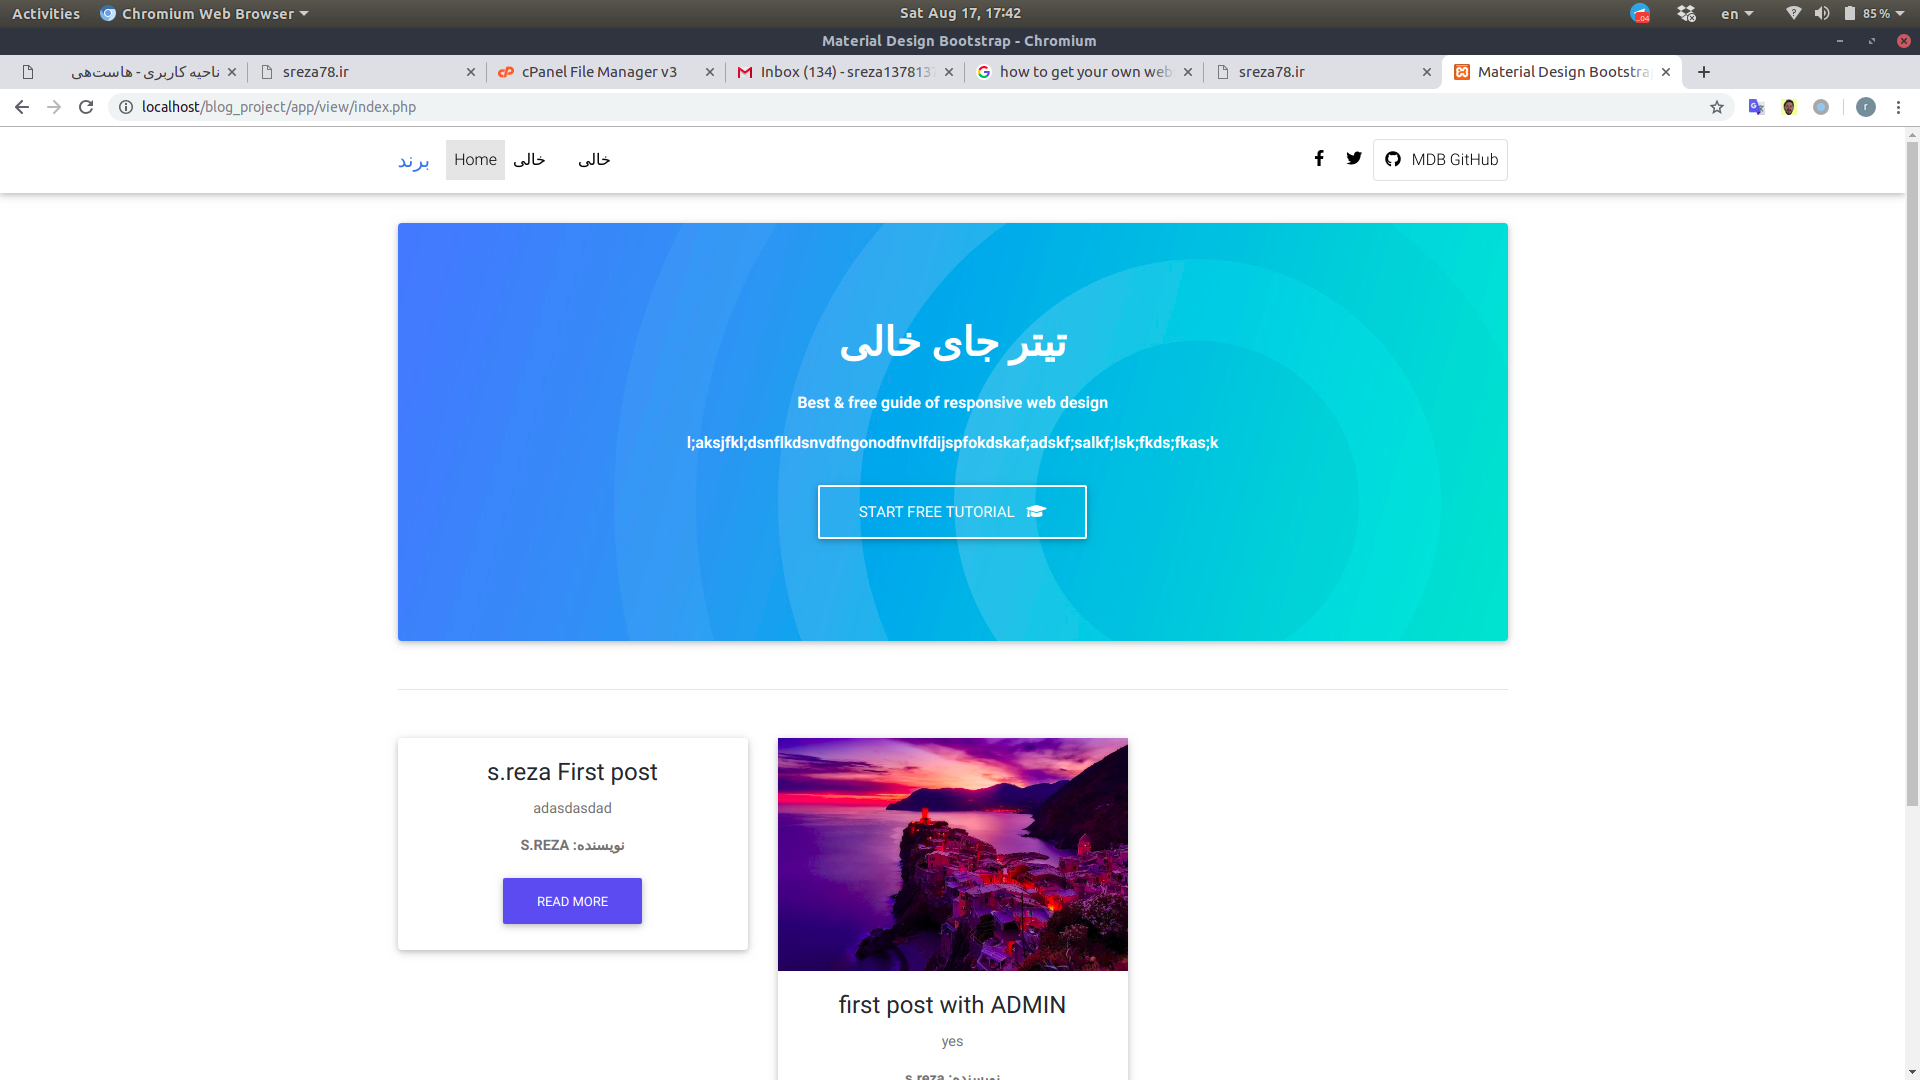 Activities Chromium Web Browser Sat Aug 17, 17:42 en 85 %
Material Design Bootstrap - Chromium
ناحیه کاربری - هاست‌هی sreza78.ir cPanel File Manager v3 Inbox (134) - sreza137813 how to get your own web sreza78.ir Material Design Bootstra
localhost/blog_project/app/view/index.php r
برند Home خالی خالی MDB GitHub
تیتر جای خالی
Best & free guide of responsive web design
l;aksjfkl;dsnflkdsnvdfngonodfnvlfdijspfokdskaf;adskf;salkf;lsk;fkds;fkas;k
START FREE TUTORIAL
s.reza First post
adasdasdad
نویسنده: S.REZA
READ MORE
first post with ADMIN
yes
نویسنده: s.reza